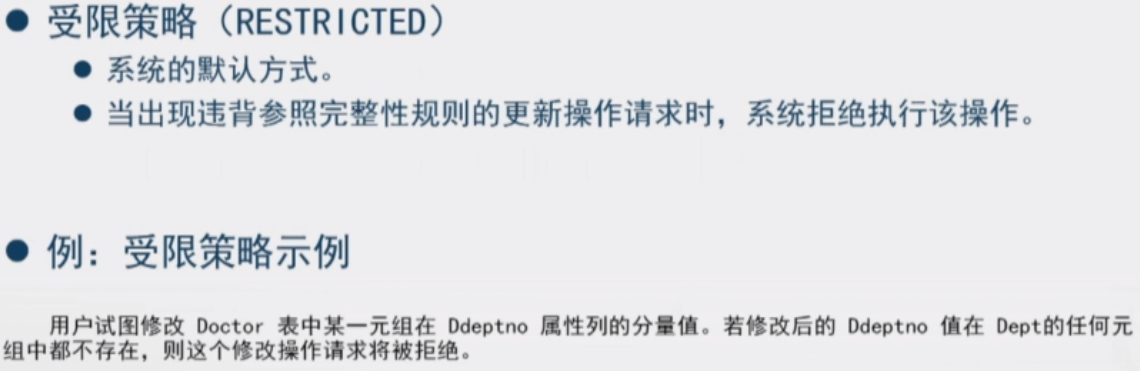 ● 受限策略（RESTRICTED）
● 系统的默认方式。
● 当出现违背参照完整性规则的更新操作请求时，系统拒绝执行该操作。
● 例：受限策略示例
用户试图修改 Doctor 表中某一元组在 Ddeptno 属性列的分量值。若修改后的 Ddeptno 值在 Dept的任何元
组中都不存在，则这个修改操作请求将被拒绝。